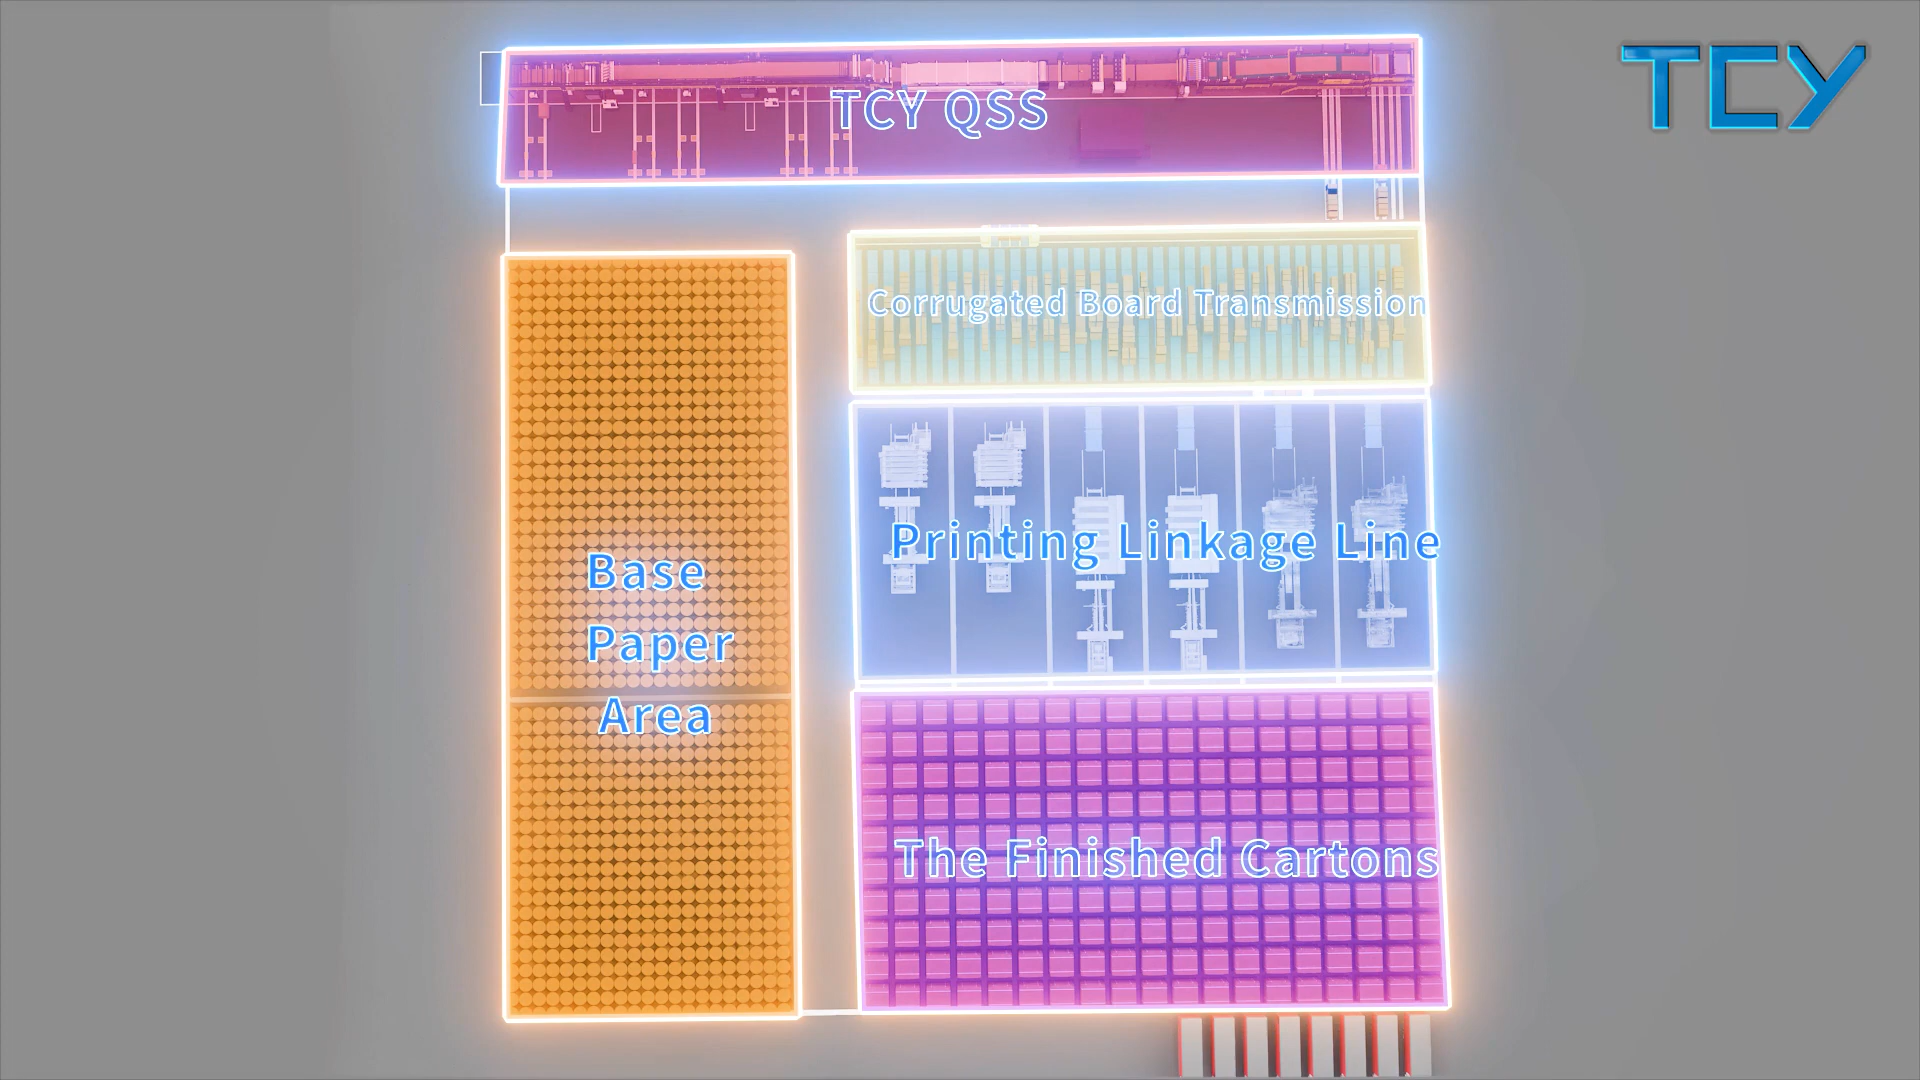 TCY
TCY QSS
Corrugated Board Transmission
Printing Linkage Line
Base
Paper
Area
The Finished Cartons